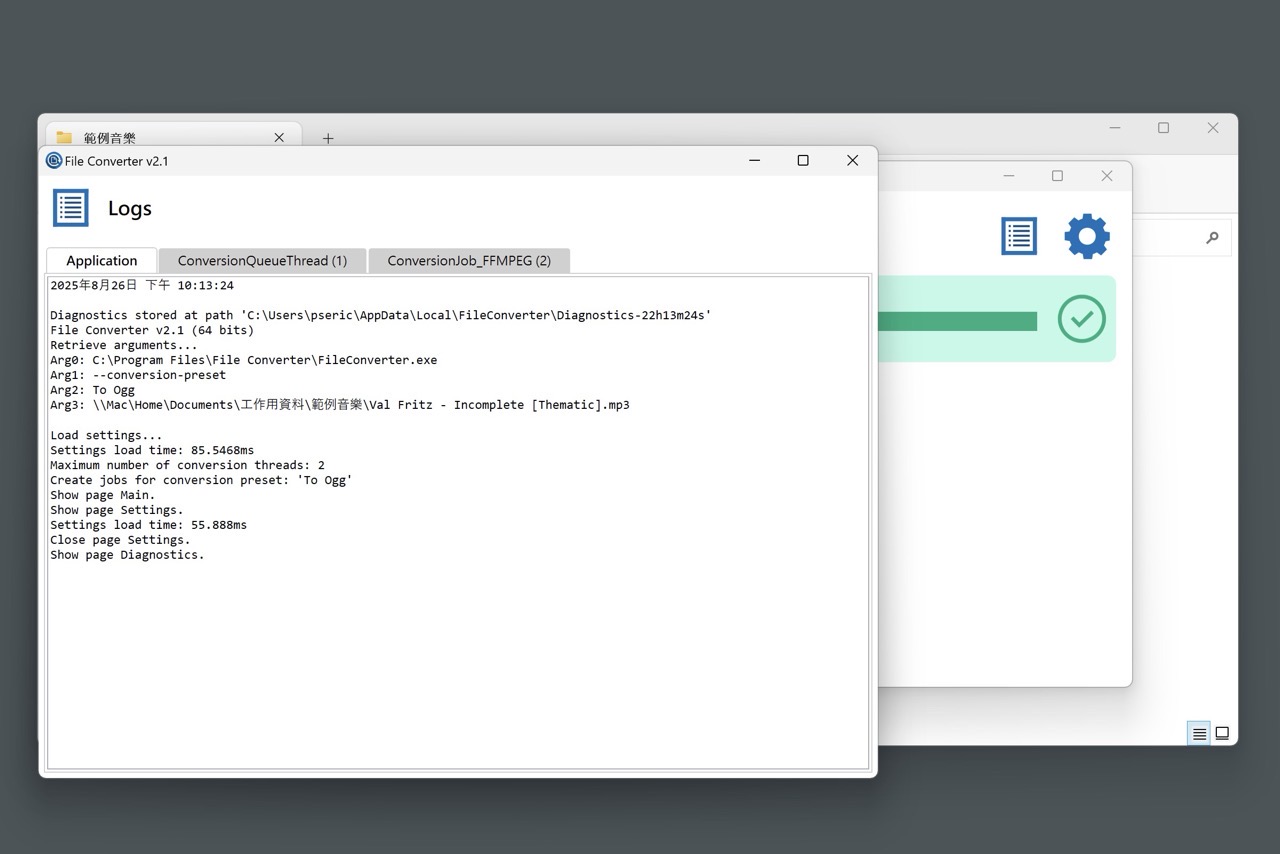 範例音樂
File Converter v2.1
Logs
Application ConversionQueueThread (1) ConversionJob_FFMPEG (2)
2025年8月26日 下午 10:13:24
Diagnostics stored at path 'C:\Users\pseric\AppData\Local\FileConverter\Diagnostics-22h13m24s'
File Converter v2.1 (64 bits)
Retrieve arguments...
Arg0: C:\Program Files\File Converter\FileConverter.exe
Arg1: --conversion-preset
Arg2: To Ogg
Arg3: \\Mac\Home\Documents\工作用資料\範例音樂\Val Fritz - Incomplete [Thematic].mp3
Load settings...
Settings load time: 85.5468ms
Maximum number of conversion threads: 2
Create jobs for conversion preset: 'To Ogg'
Show page Main.
Show page Settings.
Settings load time: 55.888ms
Close page Settings.
Show page Diagnostics.